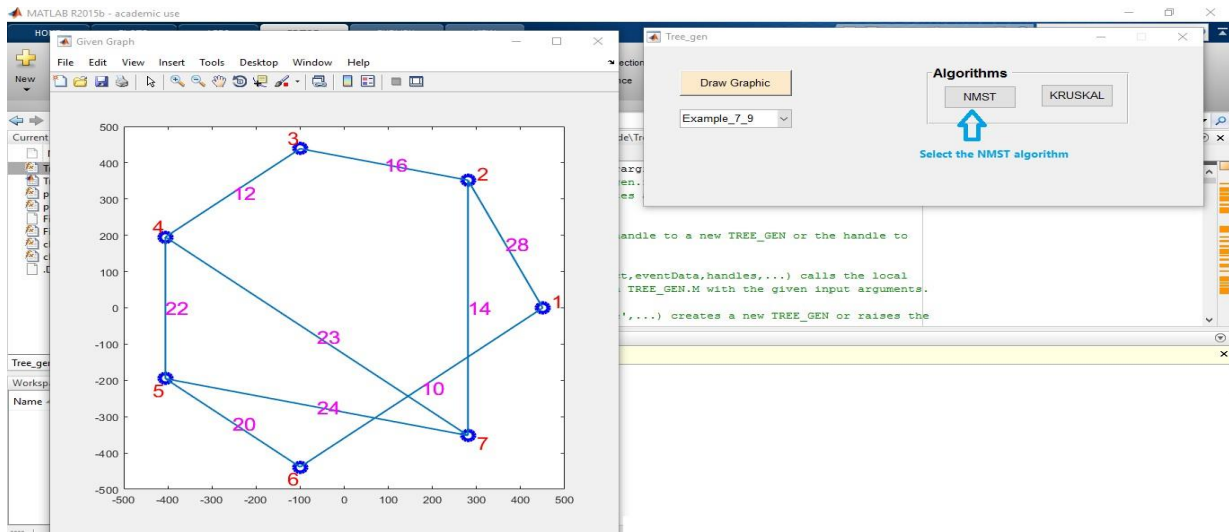 MATLAB R2015b - academic use
Given Graph
File Edit View Insert Tools Desktop Window Help
New
Current
Tree_gen
Draw Graphic
Example_7_9
Algorithms
NMST
KRUSKAL
Select the NMST algorithm
500
400
300
200
100
0
-100
-200
-300
-400
-500
-500 -400 -300 -200 -100 0 100 200 300 400 500
3
16
2
12
4
28
1
22
14
23
5
10
24
20
7
6
andle to a new TREE_GEN or the handle to
t,eventData,handles,...) calls the local
TREE_GEN.M with the given input arguments.
',...) creates a new TREE_GEN or raises the
Tree_ge
Worksp
Name